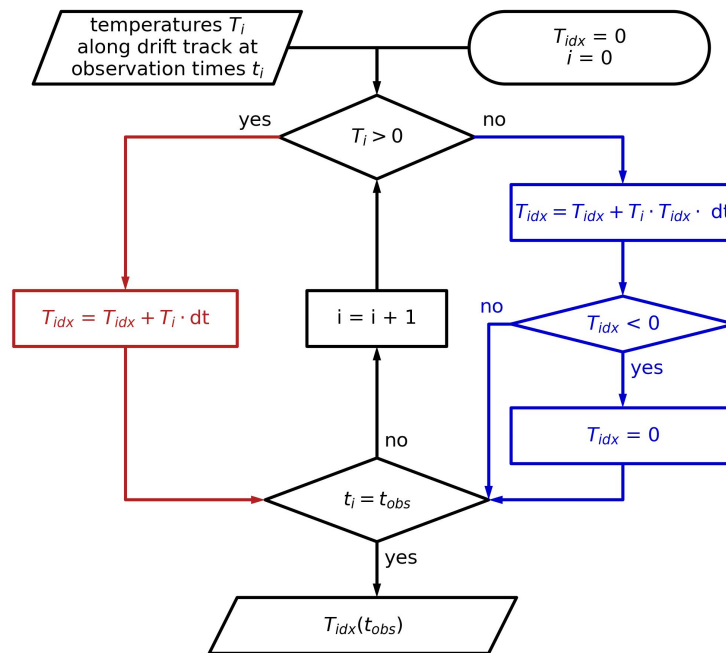 temperatures T_i
along drift track at
observation times t_i
T_idx = 0
i = 0
yes
T_i > 0
no
T_idx = T_idx + T_i · T_idx · dt
T_idx = T_idx + T_i · dt
i = i + 1
no
T_idx < 0
yes
T_idx = 0
no
t_i = t_obs
yes
T_idx(t_obs)